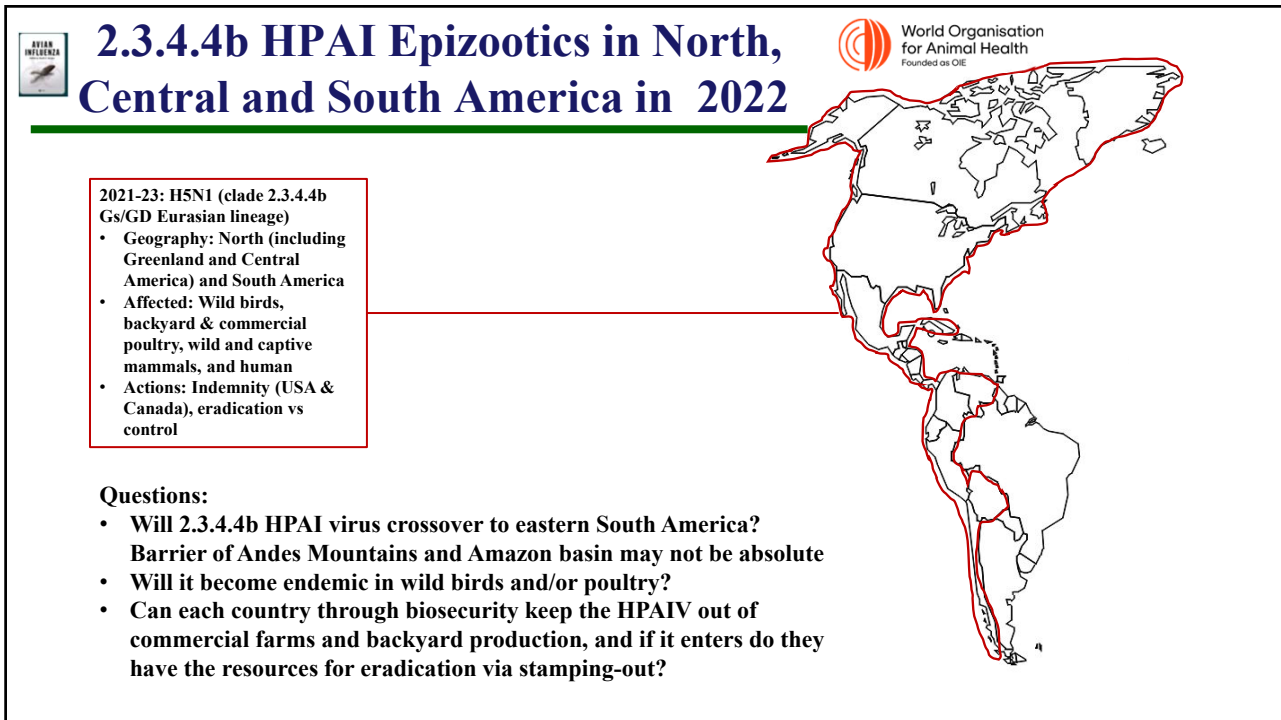 AVIAN
INFLUENZA
2.3.4.4b HPAI Epizootics in North,
Central and South America in 2022
World Organisation
for Animal Health
Founded as OIE
2021-23: H5N1 (clade 2.3.4.4b
Gs/GD Eurasian lineage)
• Geography: North (including
Greenland and Central
America) and South America
• Affected: Wild birds,
backyard & commercial
poultry, wild and captive
mammals, and human
• Actions: Indemnity (USA &
Canada), eradication vs
control
Questions:
• Will 2.3.4.4b HPAI virus crossover to eastern South America?
Barrier of Andes Mountains and Amazon basin may not be absolute
• Will it become endemic in wild birds and/or poultry?
• Can each country through biosecurity keep the HPAIV out of
commercial farms and backyard production, and if it enters do they
have the resources for eradication via stamping-out?